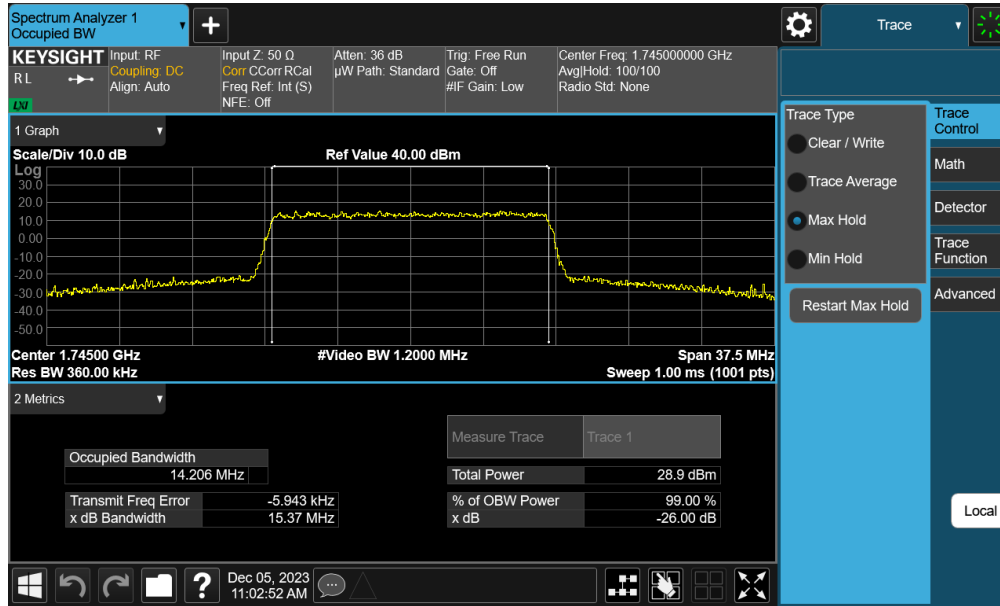 Spectrum Analyzer 1
Occupied BW
+
Trace
KEYSIGHT
R L
LXI
Input: RF
Coupling: DC
Align: Auto
Input Z: 50 Ω
Corr CCorr RCal
Freq Ref: Int (S)
NFE: Off
Atten: 36 dB
µW Path: Standard
Trig: Free Run
Gate: Off
#IF Gain: Low
Center Freq: 1.745000000 GHz
Avg|Hold: 100/100
Radio Std: None
1 Graph
Scale/Div 10.0 dB
Ref Value 40.00 dBm
Log
30.0
20.0
10.0
0.00
-10.0
-20.0
-30.0
-40.0
-50.0
Center 1.74500 GHz
#Video BW 1.2000 MHz
Span 37.5 MHz
Res BW 360.00 kHz
Sweep 1.00 ms (1001 pts)
2 Metrics
Measure Trace
Trace 1
Occupied Bandwidth
14.206 MHz
Total Power
28.9 dBm
Transmit Freq Error
-5.943 kHz
% of OBW Power
99.00 %
x dB Bandwidth
15.37 MHz
x dB
-26.00 dB
Trace Type
Clear / Write
Trace Average
Max Hold
Min Hold
Restart Max Hold
Trace
Control
Math
Detector
Trace
Function
Advanced
Local
?
Dec 05, 2023
11:02:52 AM